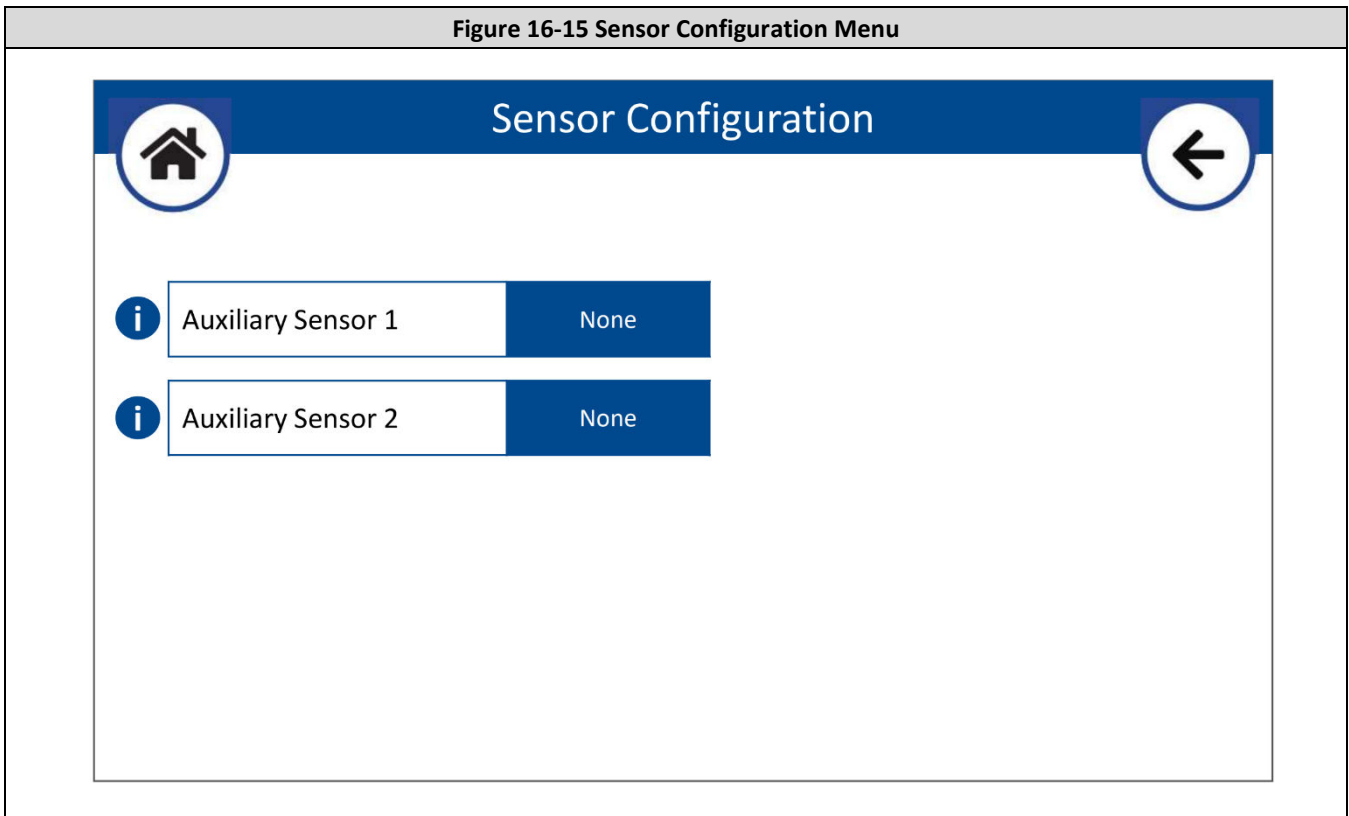 Figure 16-15 Sensor Configuration Menu
Sensor Configuration
i Auxiliary Sensor 1 None
i Auxiliary Sensor 2 None